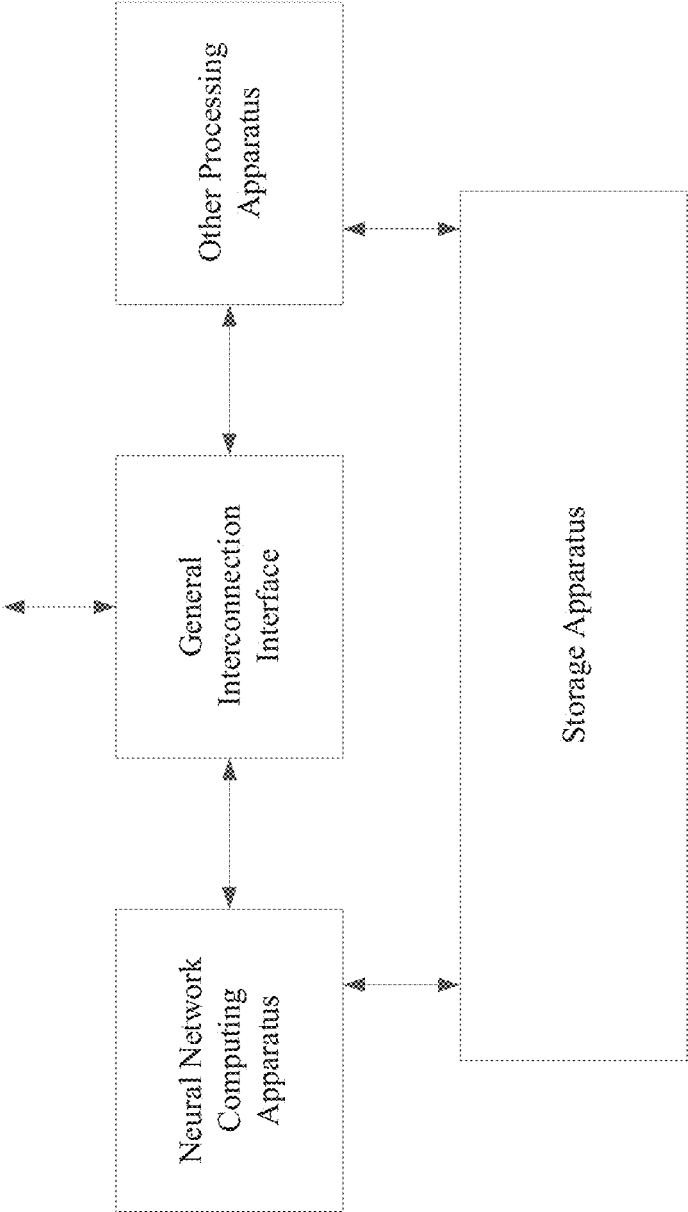 Neural Network
Computing
Apparatus
General
Interconnection
Interface
Other Processing
Apparatus
Storage Apparatus